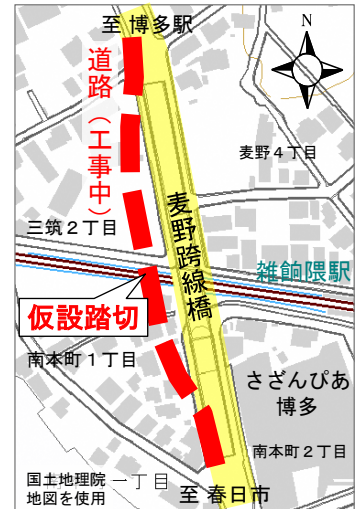 至 博多駅
N
道路（工事中）
麦野４丁目
三筑２丁目
麦野跨線橋
雑餉隈駅
仮設踏切
南本町１丁目
さざんぴあ
博多
南本町２丁目
国土地理院
地図を使用
一丁目
至 春日市